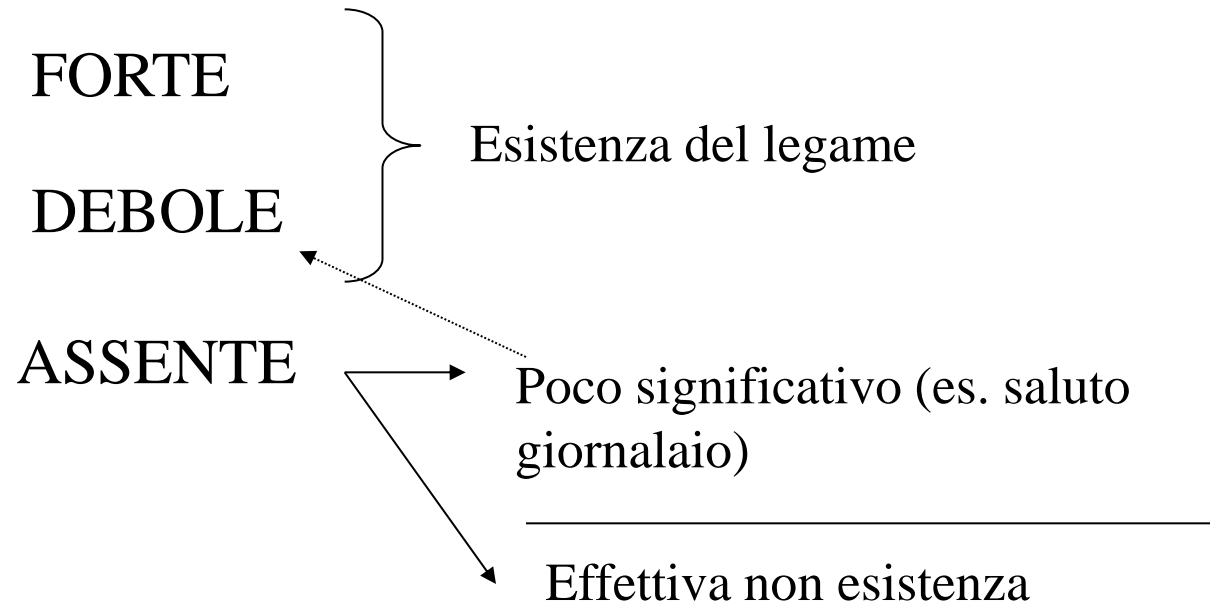 FORTE
Esistenza del legame
DEBOLE
ASSENTE
Poco significativo (es. saluto
giornalaio)
Effettiva non esistenza